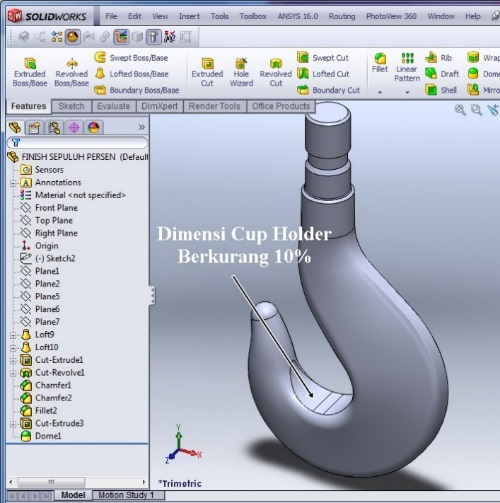 SOLIDWORKS File Edit View Insert Tools Toolbox ANSYS 16.0 Routing PhotoView 360 Window Help
Extruded Boss/Base
Revolved Boss/Base
Swept Boss/Base
Lofted Boss/Base
Boundary Boss/Base
Extruded Cut
Hole Wizard
Revolved Cut
Swept Cut
Lofted Cut
Boundary Cut
Fillet
Linear Pattern
Rib
Draft
Shell
Wrap
Dome
Mirro
Features Sketch Evaluate DimXpert Render Tools Office Products
FINISH SEPULUH PERSEN (Default
Sensors
Annotations
Material <not specified>
Front Plane
Top Plane
Right Plane
Origin
(-) Sketch2
Plane1
Plane2
Plane5
Plane6
Plane7
Loft9
Loft10
Cut-Extrude1
Cut-Revolve1
Chamfer1
Chamfer2
Fillet2
Cut-Extrude3
Dome1
Dimensi Cup Holder
Berkurang 10%
Y
X
Z
*Trimetric
Model Motion Study 1